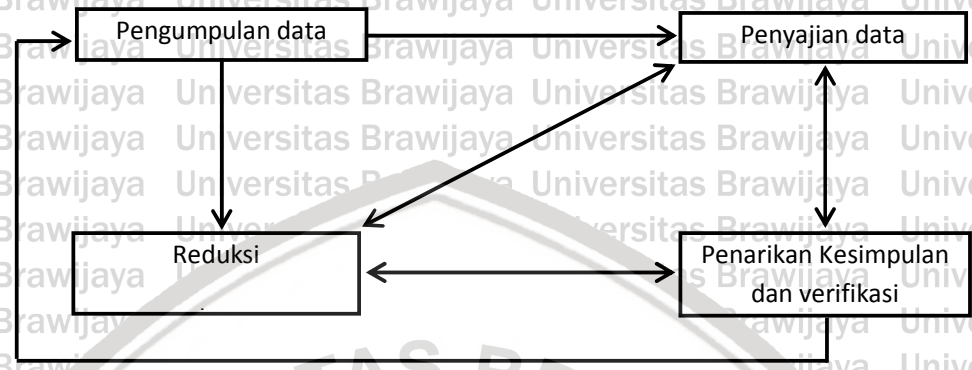 Pengumpulan data
Penyajian data
Reduksi
Penarikan Kesimpulan
dan verifikasi